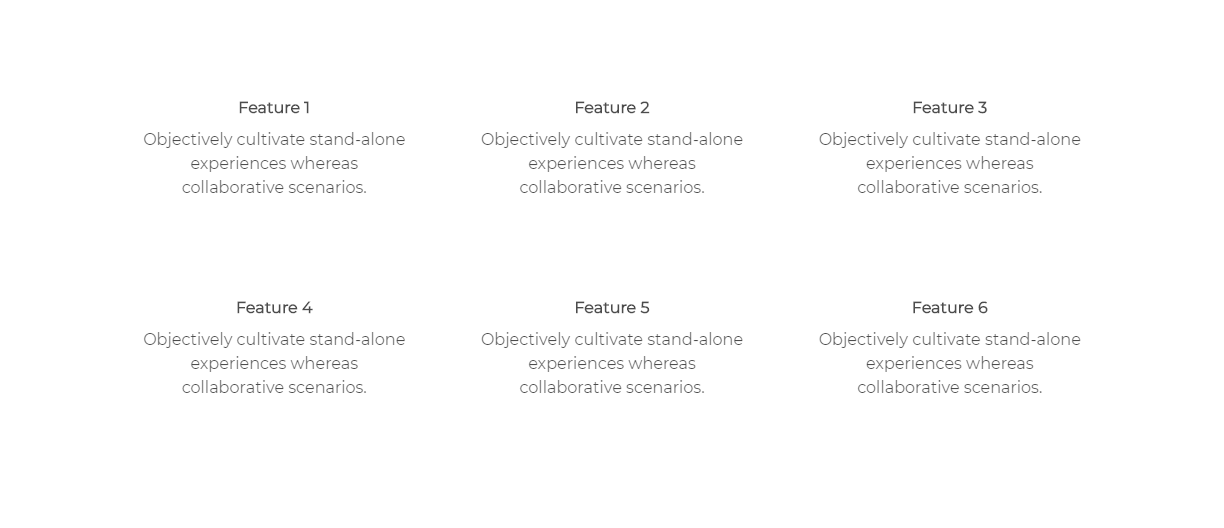 Feature 1
Objectively cultivate stand-alone
experiences whereas
collaborative scenarios.
Feature 2
Objectively cultivate stand-alone
experiences whereas
collaborative scenarios.
Feature 3
Objectively cultivate stand-alone
experiences whereas
collaborative scenarios.
Feature 4
Objectively cultivate stand-alone
experiences whereas
collaborative scenarios.
Feature 5
Objectively cultivate stand-alone
experiences whereas
collaborative scenarios.
Feature 6
Objectively cultivate stand-alone
experiences whereas
collaborative scenarios.